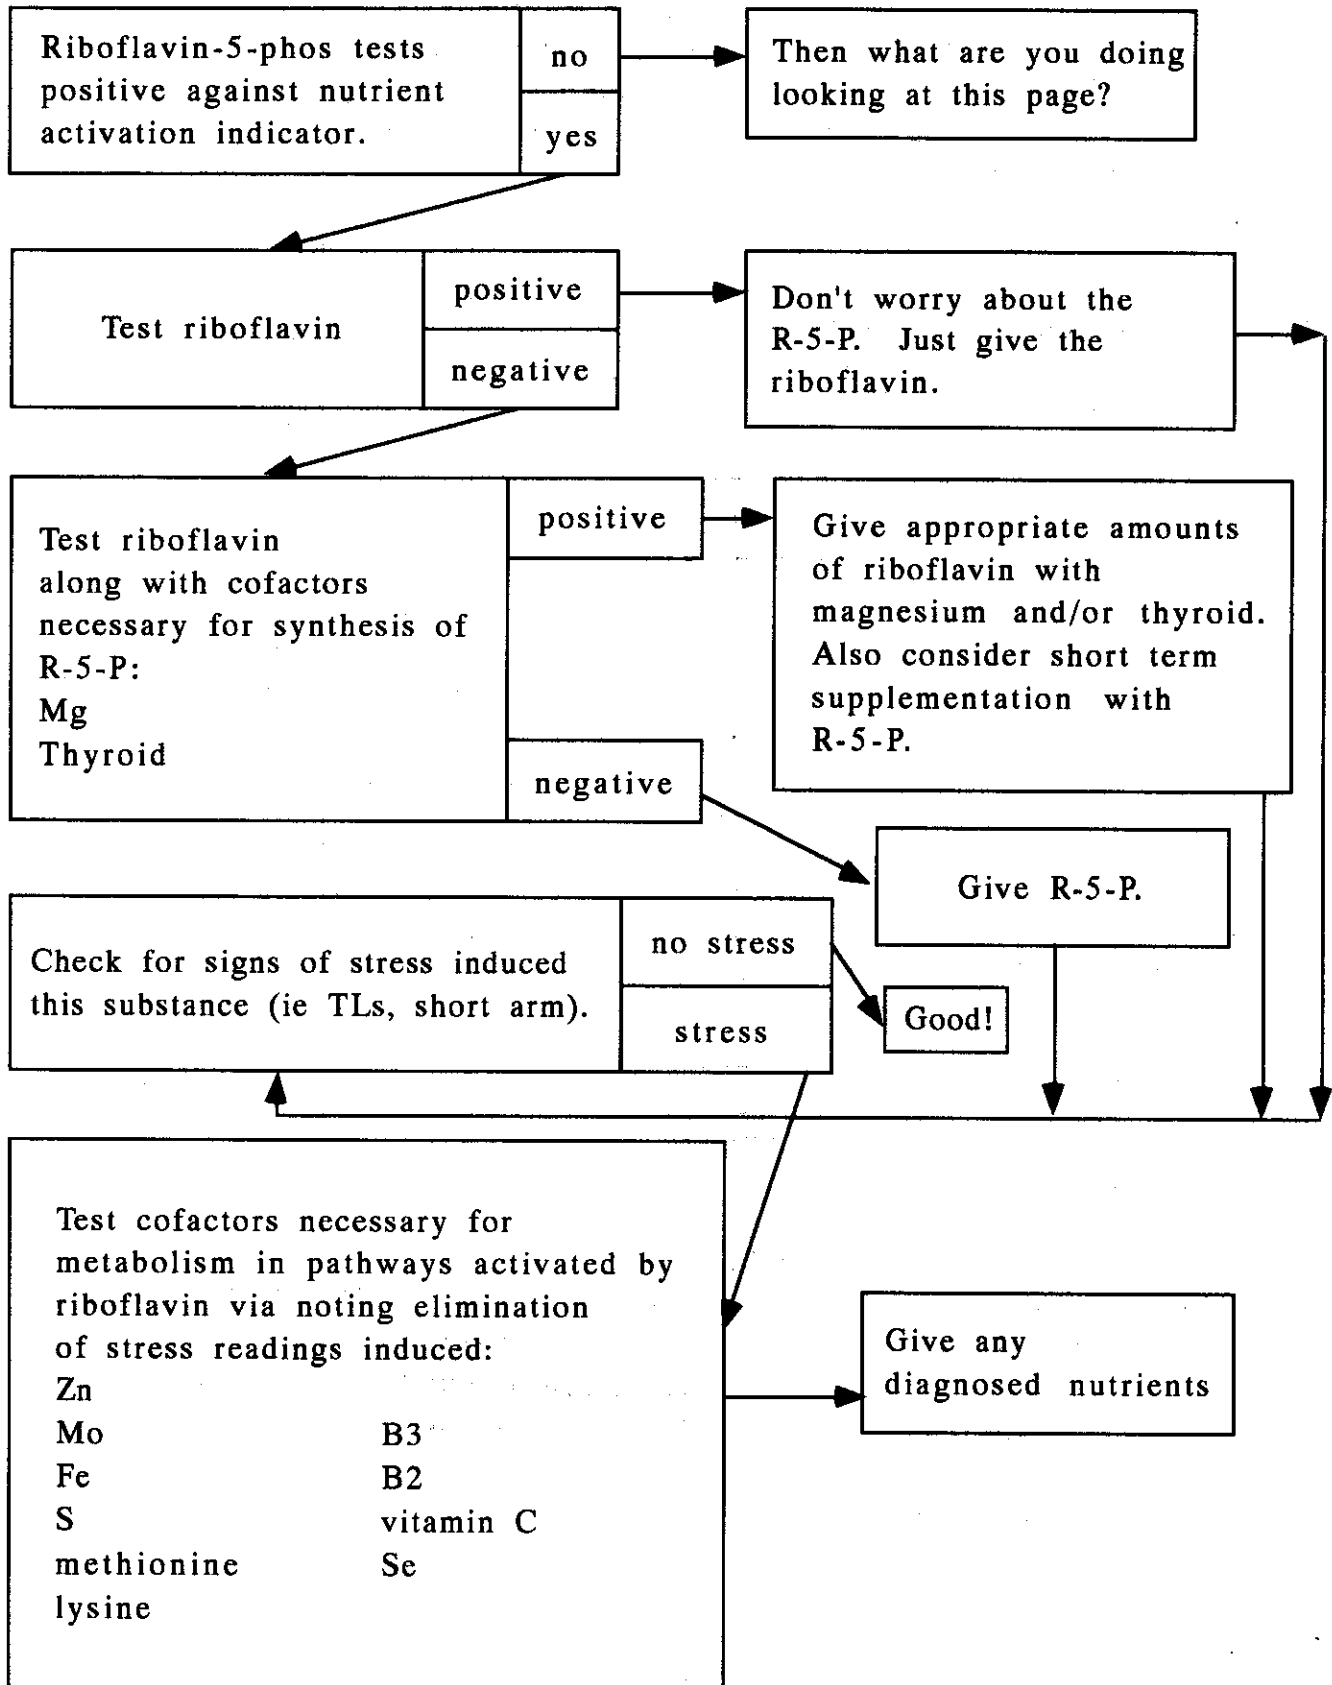 Riboflavin-5-phos tests
positive against nutrient
activation indicator.
no
yes
Then what are you doing
looking at this page?
Test riboflavin
positive
negative
Don't worry about the
R-5-P. Just give the
riboflavin.
Test riboflavin
along with cofactors
necessary for synthesis of
R-5-P:
Mg
Thyroid
positive
negative
Give appropriate amounts
of riboflavin with
magnesium and/or thyroid.
Also consider short term
supplementation with
R-5-P.
Give R-5-P.
Check for signs of stress induced
this substance (ie TLs, short arm).
no stress
stress
Good!
Test cofactors necessary for
metabolism in pathways activated by
riboflavin via noting elimination
of stress readings induced:
Zn
Mo
Fe
S
methionine
lysine
B3
B2
vitamin C
Se
Give any
diagnosed nutrients